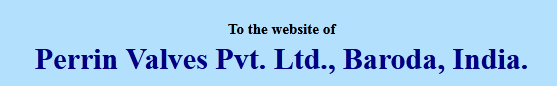 To the website of
Perrin Valves Pvt. Ltd., Baroda, India.